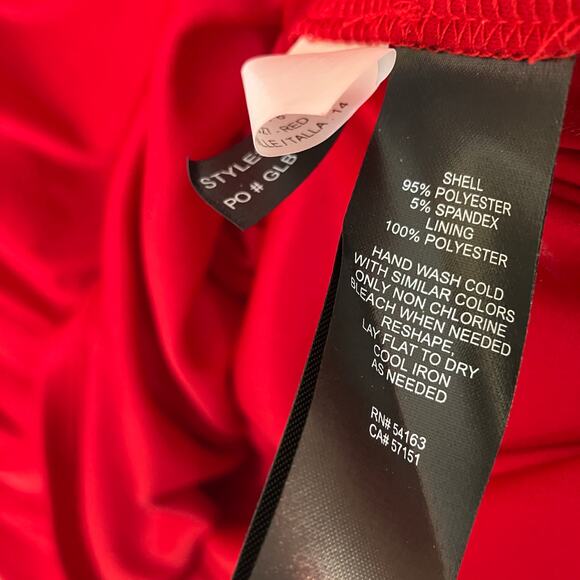 RED
TALLA: 14
STYLE
PO # GLB
SHELL
95% POLYESTER
5% SPANDEX
LINING
100% POLYESTER
HAND WASH COLD
WITH SIMILAR COLORS
ONLY NON CHLORINE
BLEACH WHEN NEEDED
RESHAPE,
LAY FLAT TO DRY
COOL IRON
AS NEEDED
RN# 54163
CA# 57151